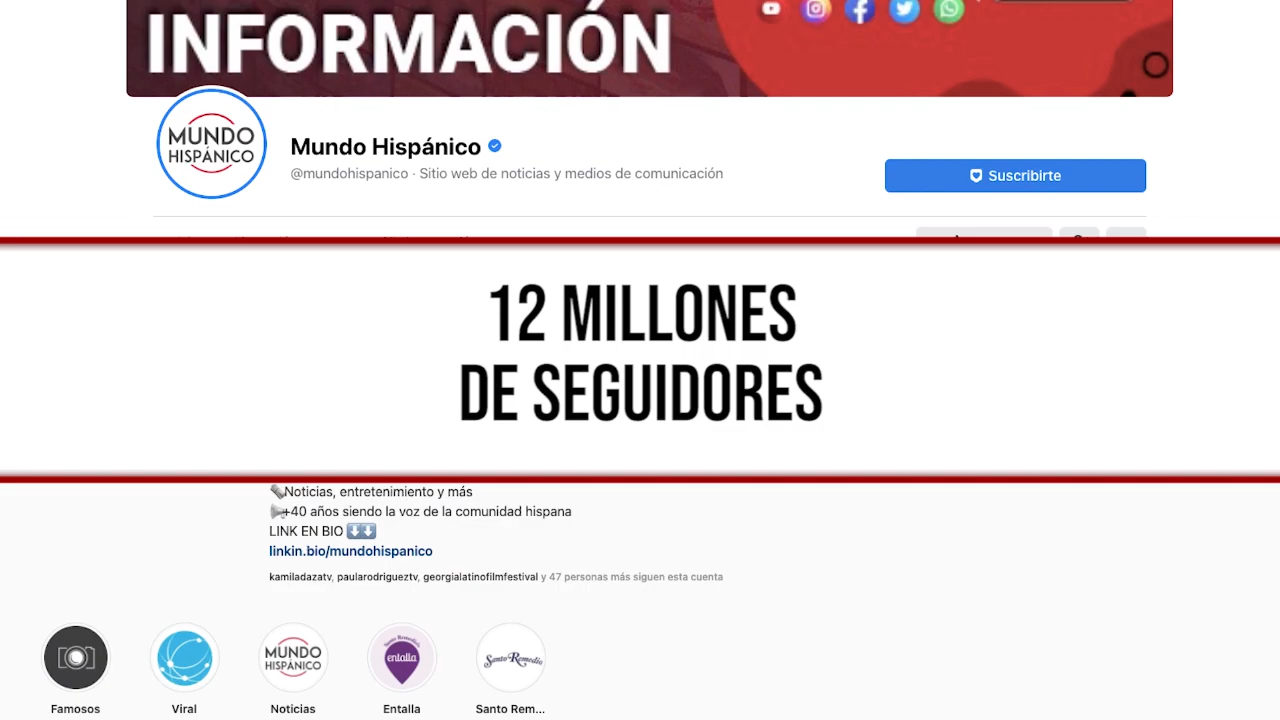 INFORMACIÓN
MUNDO
HISPÁNICO
Mundo Hispánico
@mundohispanico · Sitio web de noticias y medios de comunicación
Suscribirte
12 MILLONES
DE SEGUIDORES
🗞️Noticias, entretenimiento y más
📢+40 años siendo la voz de la comunidad hispana
LINK EN BIO ⬇️⬇️
linkin.bio/mundohispanico
kamiladazatv, paularodrigueztv, georgialatinofilmfestival y 47 personas más siguen esta cuenta
MUNDO
HISPÁNICO
Santo Remedio's
entalla
Santo Remedio
Famosos
Viral
Noticias
Entalla
Santo Rem...